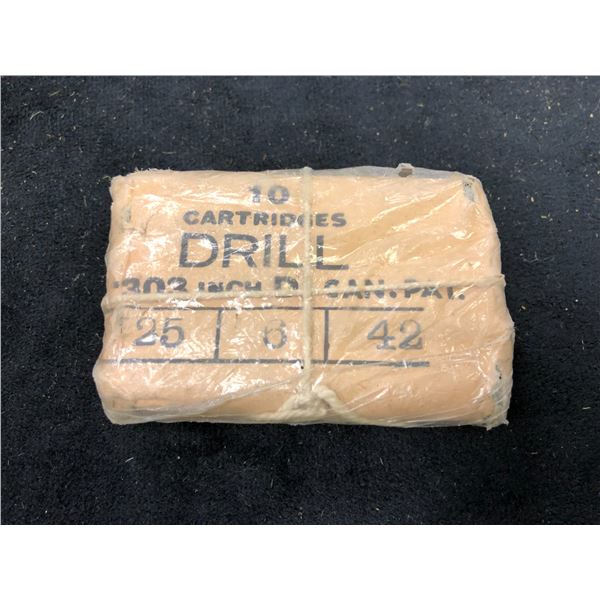 10
CARTRIDGES
DRILL
.303 INCH D. CAN. PAT.
25 6 42